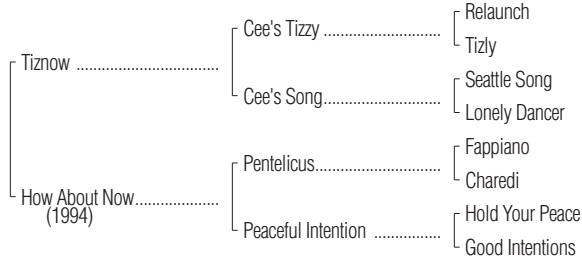 Relaunch
Cee's Tizzy ..............................
Tizly
Tiznow .....................................
Seattle Song
Cee's Song..............................
Lonely Dancer
Fappiano
Pentelicus................................
Charedi
How About Now......................
(1994)
Hold Your Peace
Peaceful Intention .................
Good Intentions